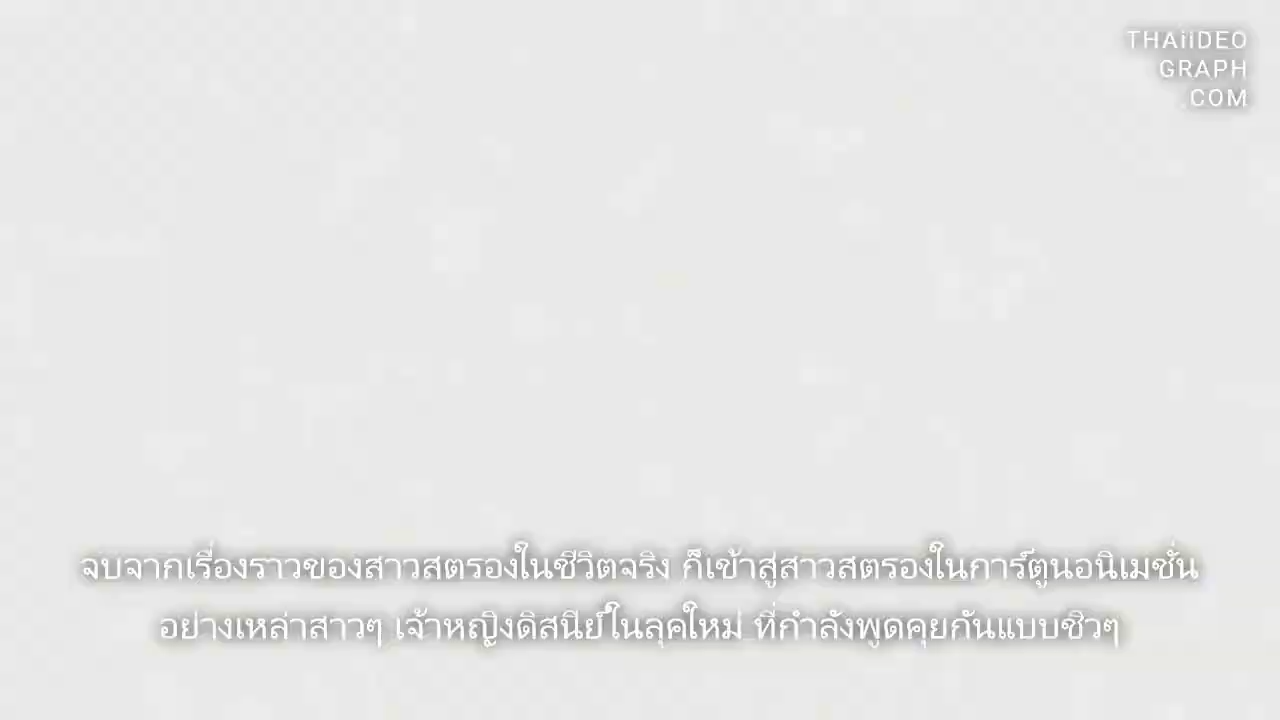 THAiiDEO
GRAPH
.COM
จบจากเรื่องราวของสาวสตรองในชีวิตจริง ก็เข้าสู่สาวสตรองในการ์ตูนอนิเมชั่น
อย่างเหล่าสาวๆ เจ้าหญิงดิสนีย์ในลุคใหม่ ที่กำลังพูดคุยกันแบบชิวๆ